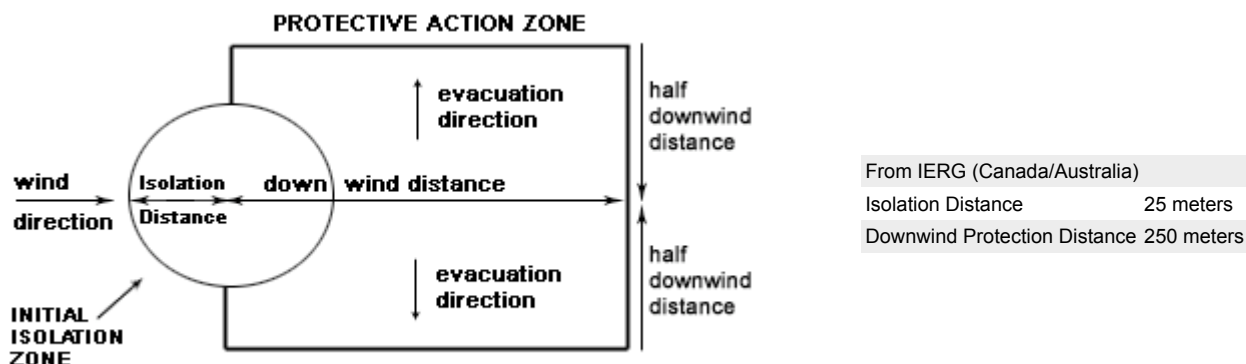 PROTECTIVE ACTION ZONE
evacuation
direction
half
downwind
distance
wind
direction
Isolation
Distance
down wind distance
evacuation
direction
half
downwind
distance
INITIAL
ISOLATION
ZONE
From IERG (Canada/Australia)
Isolation Distance 25 meters
Downwind Protection Distance 250 meters